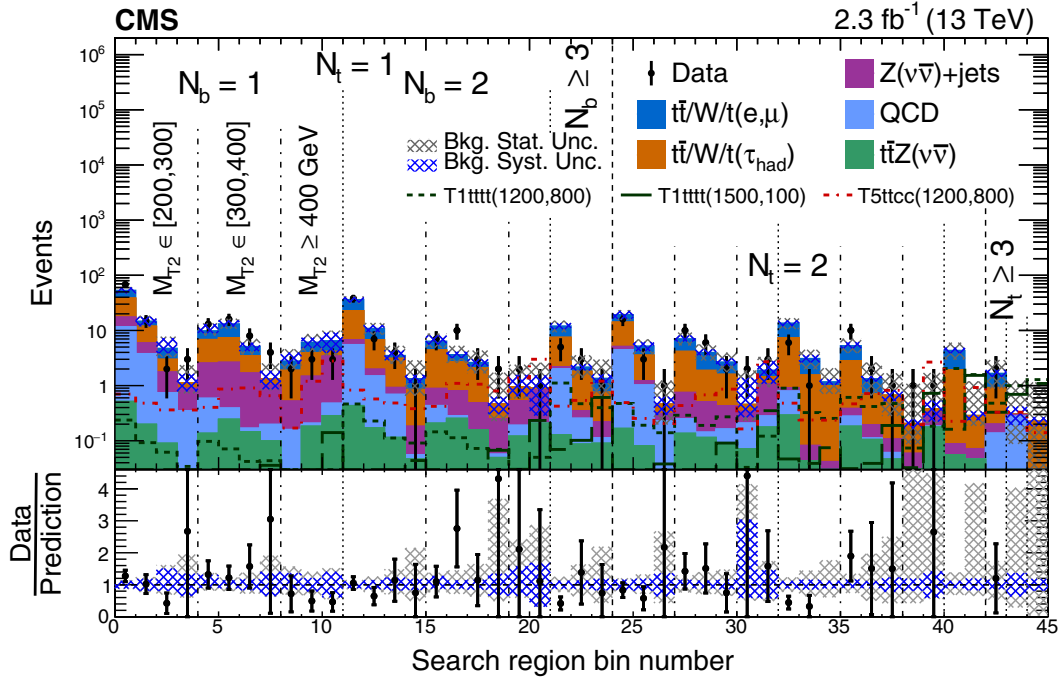 CMS
2.3 fb⁻¹ (13 TeV)
N_b = 1
N_t = 1
N_b = 2
N_b ≥ 3
Data
Z(νν̄)+jets
tt̄/W/t(e,μ)
QCD
tt̄/W/t(τ_had)
tt̄Z(νν̄)
Bkg. Stat. Unc.
Bkg. Syst. Unc.
T1tttt(1200,800)
T1tttt(1500,100)
T5ttcc(1200,800)
M_T2 ∈ [200,300]
M_T2 ∈ [300,400]
M_T2 ≥ 400 GeV
N_t = 2
N_t ≥ 3
Events
10⁶
10⁵
10⁴
10³
10²
10
1
10⁻¹
Data
Prediction
4
3
2
1
0
0 5 10 15 20 25 30 35 40 45
Search region bin number